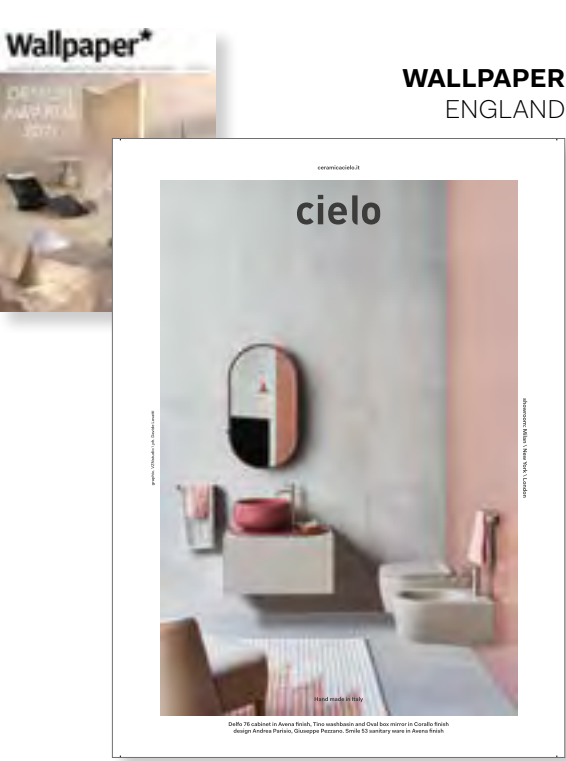 Wallpaper*
DESIGN
AWARDS
WALLPAPER
ENGLAND
ceramicacielo.it
cielo
showroom: Milan \ New York \ London
Hand made in Italy
Delfo 76 cabinet in Avena finish, Tino washbasin and Oval box mirror in Corallo finish
design Andrea Parisio, Giuseppe Pezzano. Smile 53 sanitary ware in Avena finish